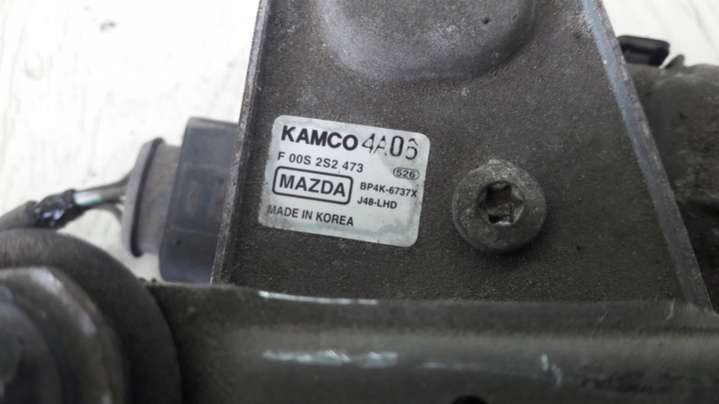 KAMCO 4A06
F 00S 2S2 473
526
MAZDA BP4K-6737X
J48-LHD
MADE IN KOREA